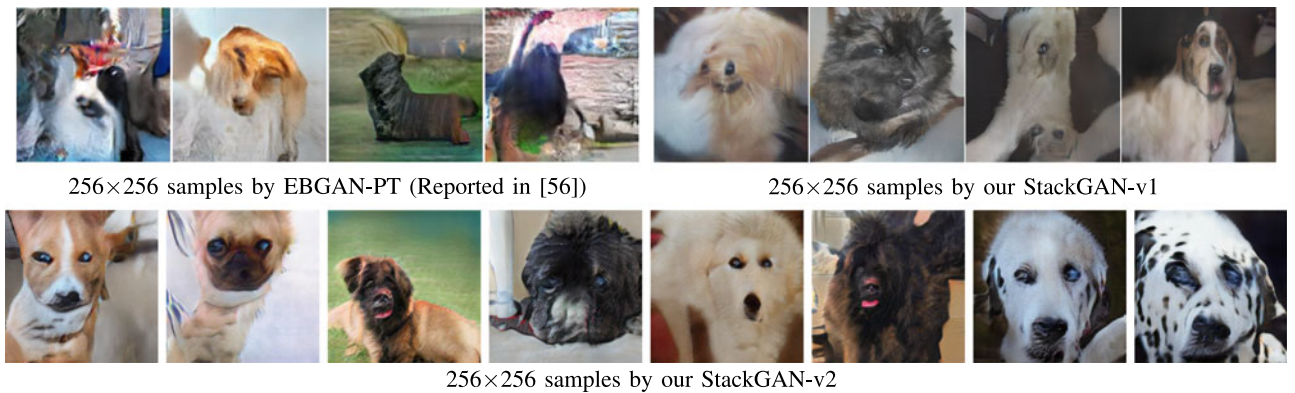 256×256 samples by EBGAN-PT (Reported in [56])
256×256 samples by our StackGAN-v1
256×256 samples by our StackGAN-v2